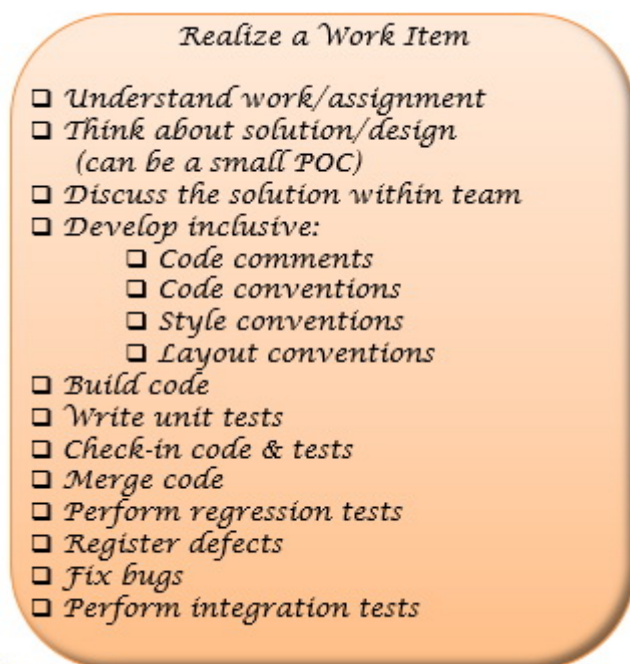 Realize a Work Item
❑ Understand work/assignment
❑ Think about solution/design
(can be a small POC)
❑ Discuss the solution within team
❑ Develop inclusive:
❑ Code comments
❑ Code conventions
❑ Style conventions
❑ Layout conventions
❑ Build code
❑ Write unit tests
❑ Check-in code & tests
❑ Merge code
❑ Perform regression tests
❑ Register defects
❑ Fix bugs
❑ Perform integration tests